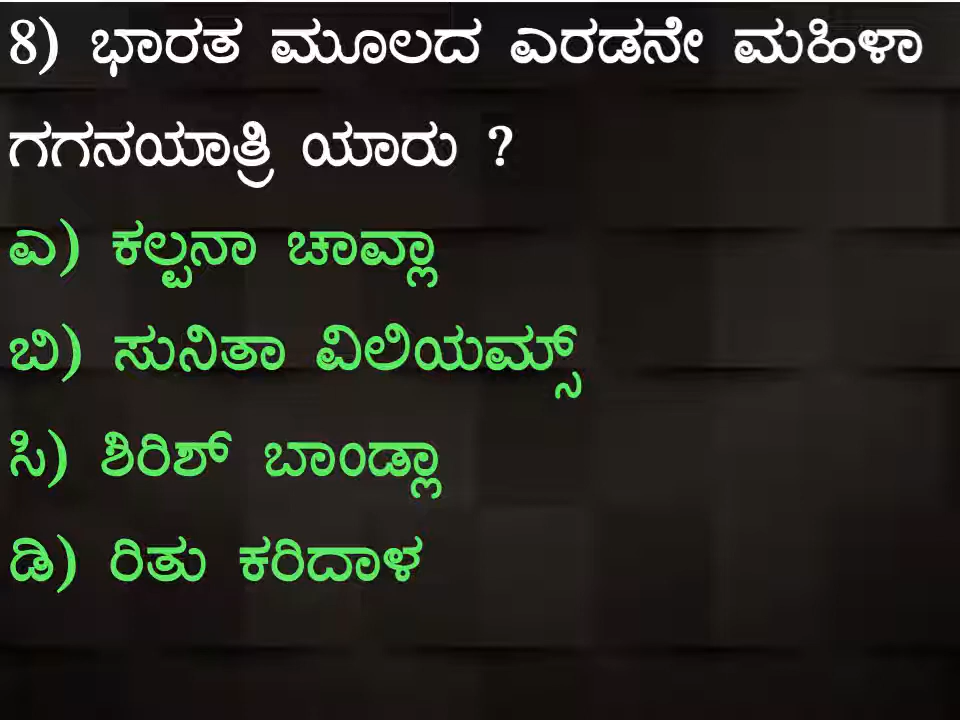 8) ಭಾರತ ಮೂಲದ ಎರಡನೇ ಮಹಿಳಾ
ಗಗನಯಾತ್ರಿ ಯಾರು ?
ಎ) ಕಲ್ಪನಾ ಚಾವ್ಲಾ
ಬಿ) ಸುನಿತಾ ವಿಲಿಯಮ್ಸ್
ಸಿ) ಶಿರಿಶ್ ಬಾಂಡ್ಲಾ
ಡಿ) ರಿತು ಕರಿದಾಳ